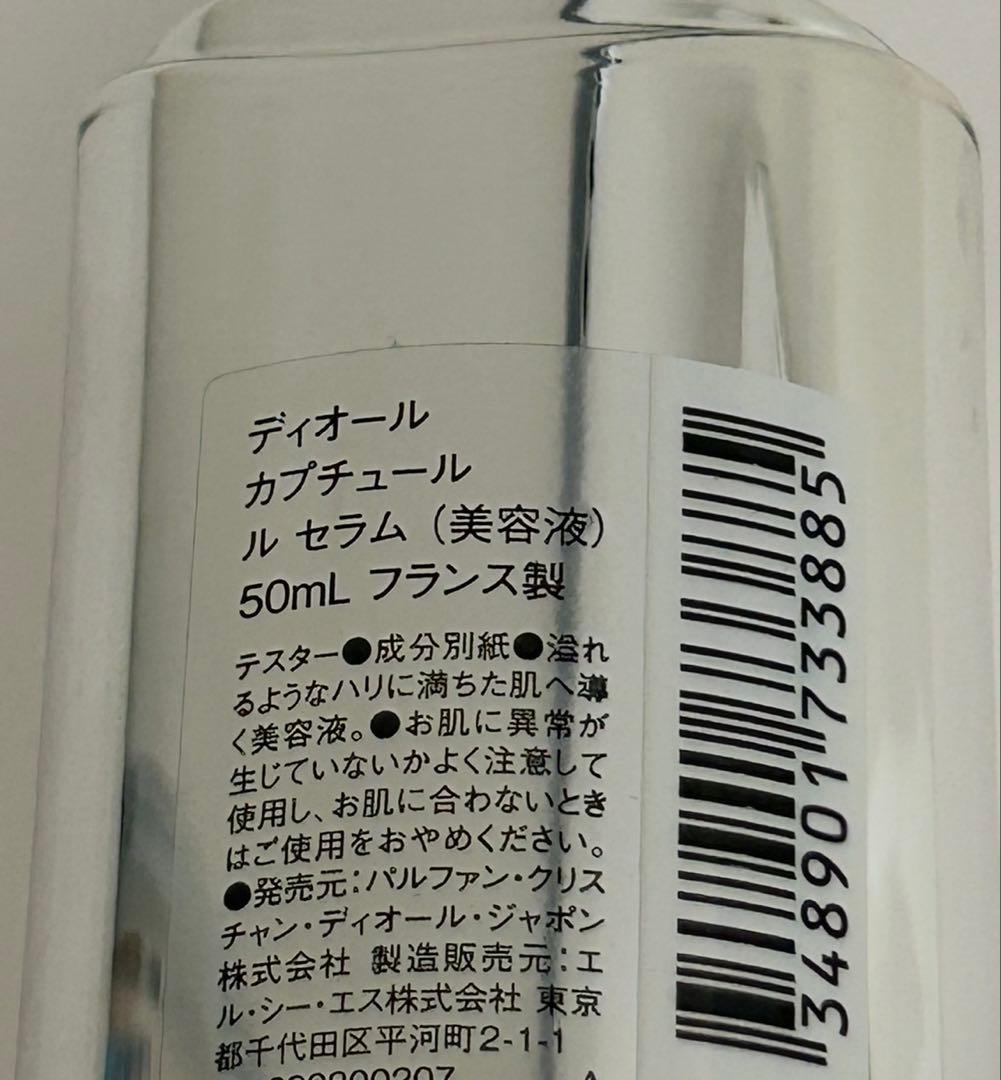 ディオール
カプチュール
ル セラム（美容液）
50mL フランス製
テスター●成分別紙●溢れ
るようなハリに満ちた肌へ導
く美容液。●お肌に異常が
生じていないかよく注意して
使用し、お肌に合わないとき
はご使用をおやめください。
●発売元：パルファン・クリス
チャン・ディオール・ジャポン
株式会社 製造販売元：エ
ル・シー・エス株式会社 東京
都千代田区平河町2-1-1
348901733885